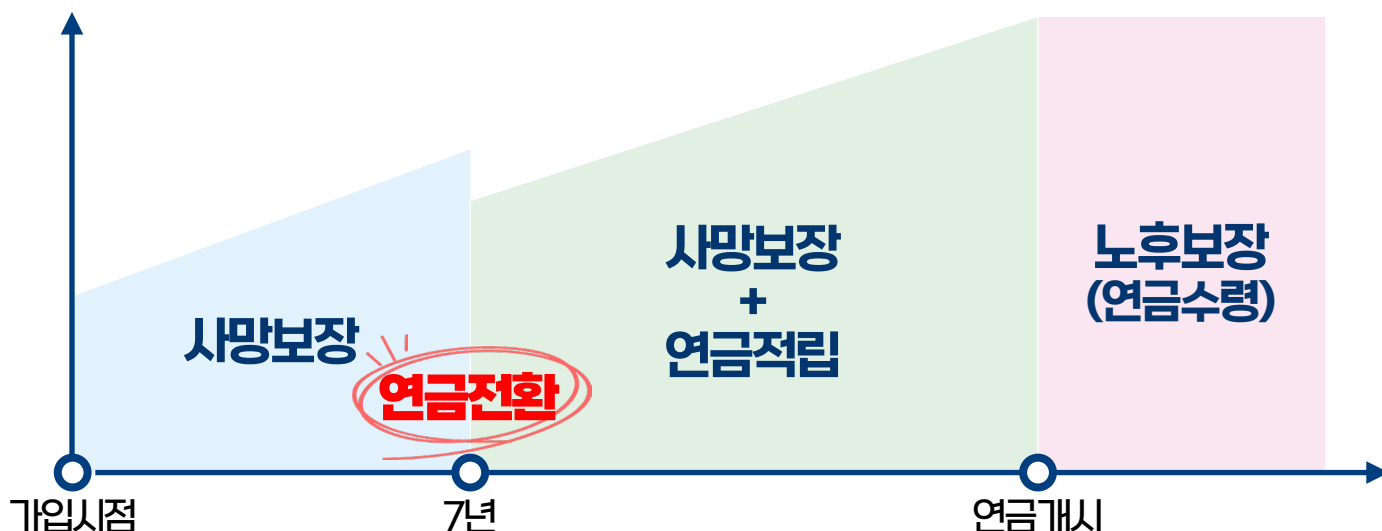 사망보장
연금전환
사망보장
+
연금적립
노후보장
(연금수령)
가입시점
7년
연금개시